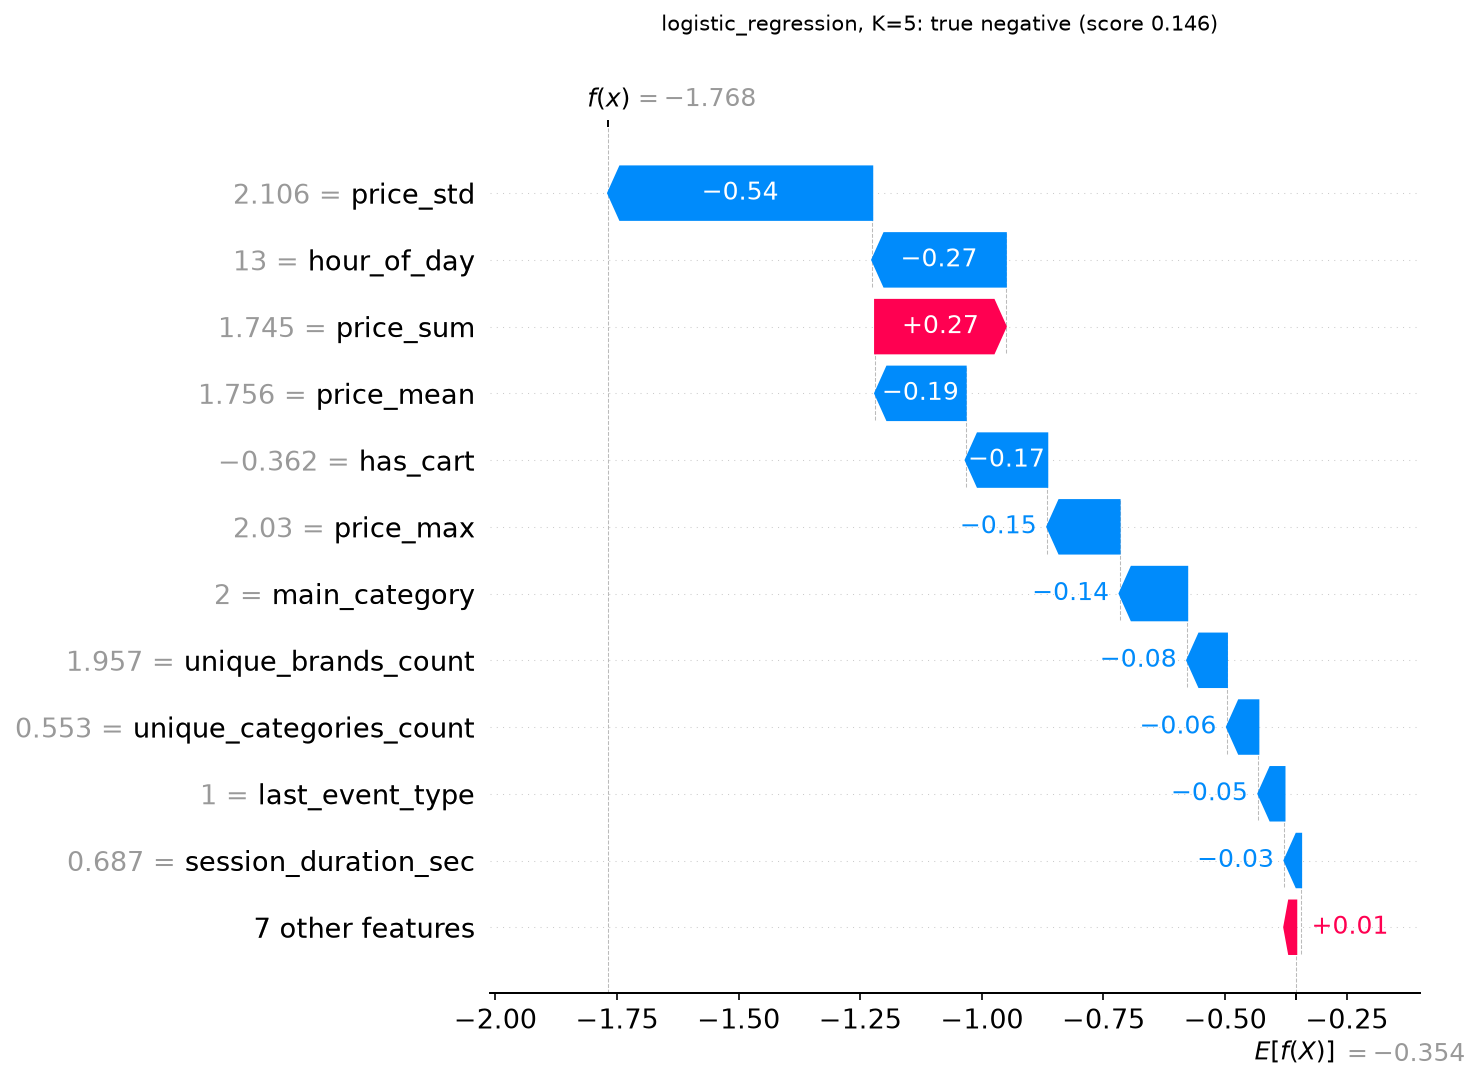 logistic_regression, K=5: true negative (score 0.146)
f(x) = −1.768
2.106 = price_std −0.54
13 = hour_of_day −0.27
1.745 = price_sum +0.27
1.756 = price_mean −0.19
−0.362 = has_cart −0.17
2.03 = price_max −0.15
2 = main_category −0.14
1.957 = unique_brands_count −0.08
0.553 = unique_categories_count −0.06
1 = last_event_type −0.05
0.687 = session_duration_sec −0.03
7 other features +0.01
−2.00 −1.75 −1.50 −1.25 −1.00 −0.75 −0.50 −0.25
E[f(X)] = −0.354